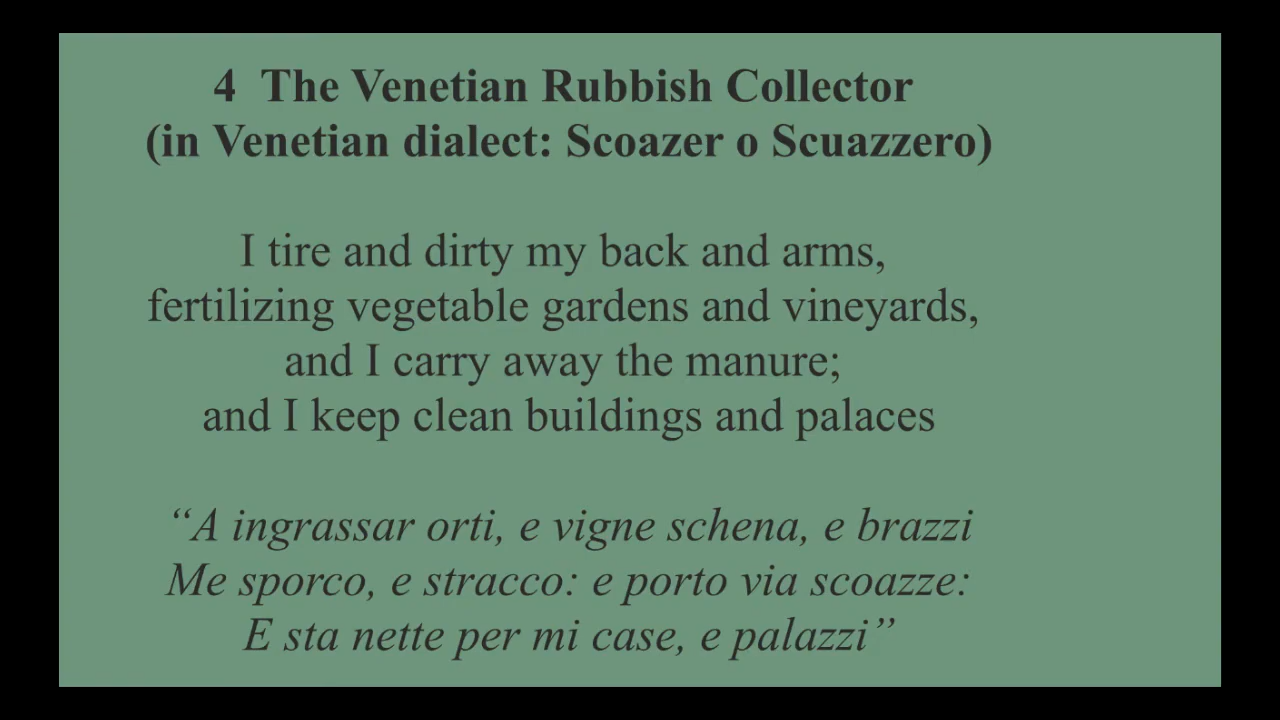 4 The Venetian Rubbish Collector
(in Venetian dialect: Scoazer o Scuazzero)
I tire and dirty my back and arms,
fertilizing vegetable gardens and vineyards,
and I carry away the manure;
and I keep clean buildings and palaces
“A ingrassar orti, e vigne schena, e brazzi
Me sporco, e stracco: e porto via scoazze:
E sta nette per mi case, e palazzi”